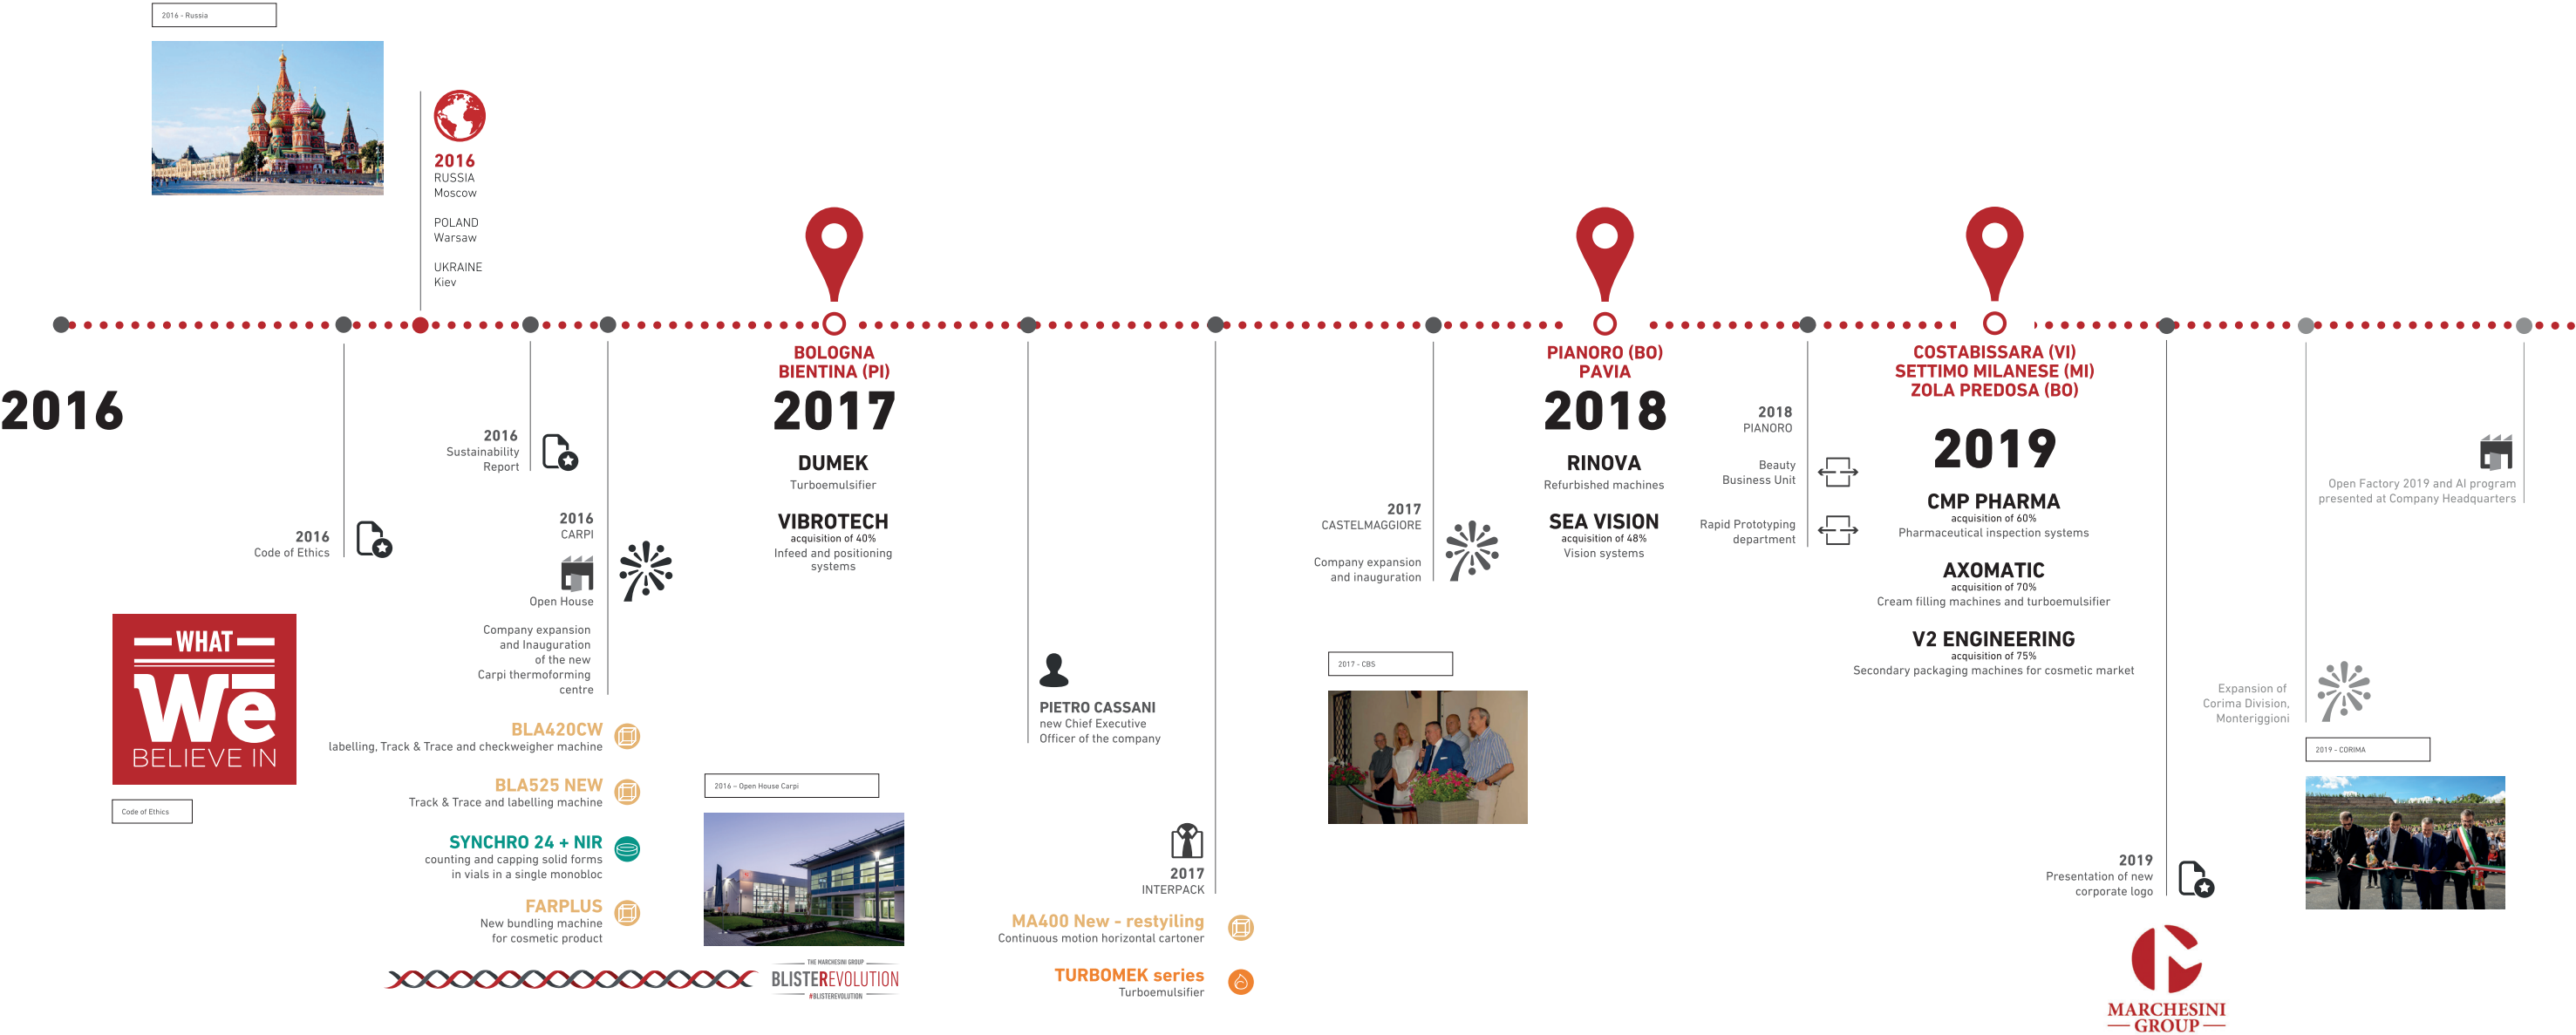 2016 - Russia
2016
RUSSIA
Moscow
POLAND
Warsaw
UKRAINE
Kiev
2016
2016
Code of Ethics
WHAT
We
BELIEVE IN
Code of Ethics
2016
Sustainability
Report
2016
CARPI
Open House
Company expansion
and Inauguration
of the new
Carpi thermoforming
centre
BLA420CW
labelling, Track & Trace and checkweigher machine
BLA525 NEW
Track & Trace and labelling machine
SYNCHRO 24 + NIR
counting and capping solid forms
in vials in a single monobloc
FARPLUS
New bundling machine
for cosmetic product
2016 – Open House Carpi
THE MARCHESINI GROUP
BLISTEREVOLUTION
#BLISTEREVOLUTION
BOLOGNA
BIENTINA (PI)
2017
DUMEK
Turboemulsifier
VIBROTECH
acquisition of 40%
Infeed and positioning
systems
PIETRO CASSANI
new Chief Executive
Officer of the company
2017
INTERPACK
MA400 New - restyiling
Continuous motion horizontal cartoner
TURBOMEK series
Turboemulsifier
2017
CASTELMAGGIORE
Company expansion
and inauguration
2017 - CBS
PIANORO (BO)
PAVIA
2018
RINOVA
Refurbished machines
SEA VISION
acquisition of 48%
Vision systems
2018
PIANORO
Beauty
Business Unit
Rapid Prototyping
department
COSTABISSARA (VI)
SETTIMO MILANESE (MI)
ZOLA PREDOSA (BO)
2019
CMP PHARMA
acquisition of 60%
Pharmaceutical inspection systems
AXOMATIC
acquisition of 70%
Cream filling machines and turboemulsifier
V2 ENGINEERING
acquisition of 75%
Secondary packaging machines for cosmetic market
2019
Presentation of new
corporate logo
MARCHESINI
GROUP
Expansion of
Corima Division,
Monteriggioni
2019 - CORIMA
Open Factory 2019 and AI program
presented at Company Headquarters